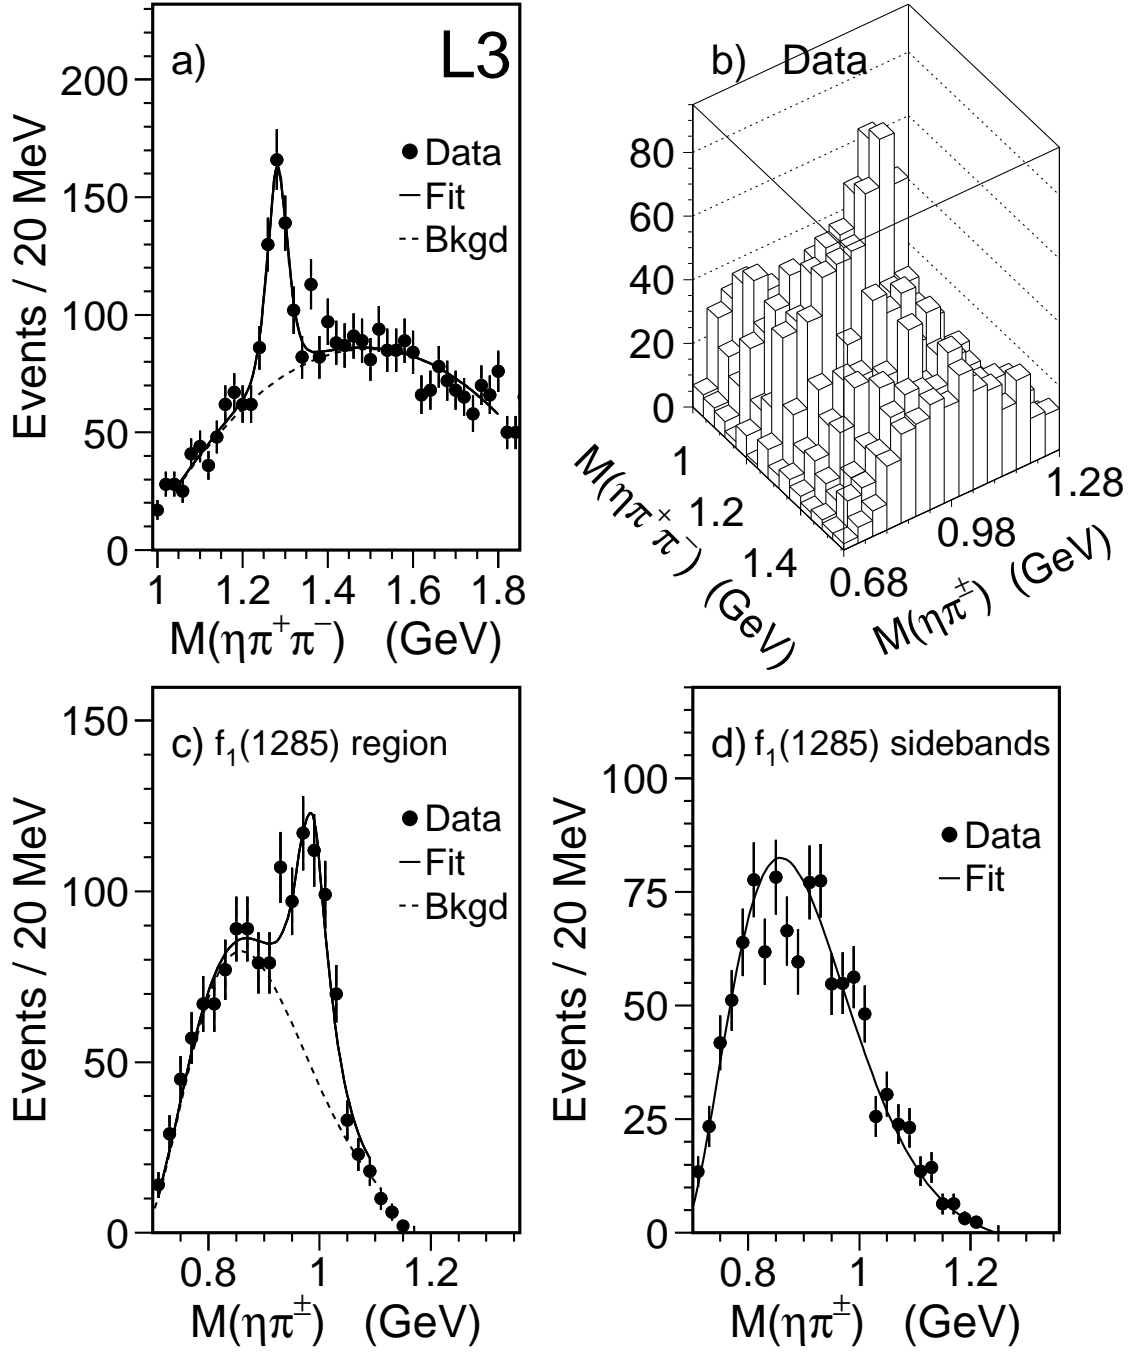 a)
L3
Data
Fit
Bkgd
200
150
100
50
0
Events / 20 MeV
1
1.2
1.4
1.6
1.8
M(ηπ⁺π⁻) (GeV)
b)
Data
80
60
40
20
0
1
1.2
1.4
M(ηπ⁺π⁻) (GeV)
0.68
0.98
1.28
M(ηπ±) (GeV)
c) f₁(1285) region
Data
Fit
Bkgd
150
100
50
0
Events / 20 MeV
0.8
1
1.2
M(ηπ±) (GeV)
d) f₁(1285) sidebands
Data
Fit
100
75
50
25
0
Events / 20 MeV
0.8
1
1.2
M(ηπ±) (GeV)